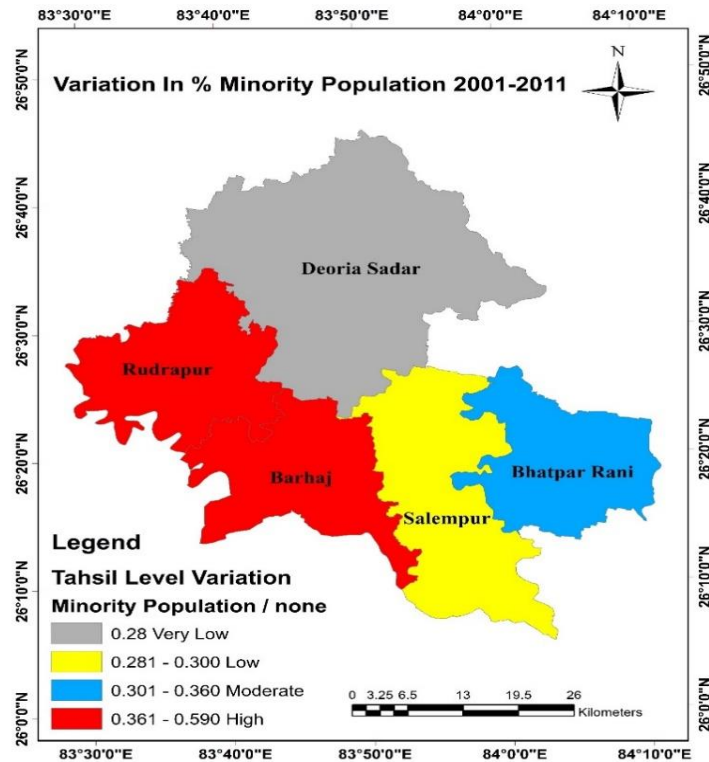 83°30'0"E 83°40'0"E 83°50'0"E 84°0'0"E 84°10'0"E
N
Variation In % Minority Population 2001-2011
26°50'0"N 26°50'0"N
26°40'0"N 26°40'0"N
Deoria Sadar
26°30'0"N 26°30'0"N
Rudrapur
26°20'0"N 26°20'0"N
Barhaj
Bhatpar Rani
Salempur
Legend
Tahsil Level Variation
26°10'0"N 26°10'0"N
Minority Population / none
0.28 Very Low
0.281 - 0.300 Low
0.301 - 0.360 Moderate
0.361 - 0.590 High
0 3.25 6.5 13 19.5 26
Kilometers
26°0'0"N 26°0'0"N
83°30'0"E 83°40'0"E 83°50'0"E 84°0'0"E 84°10'0"E